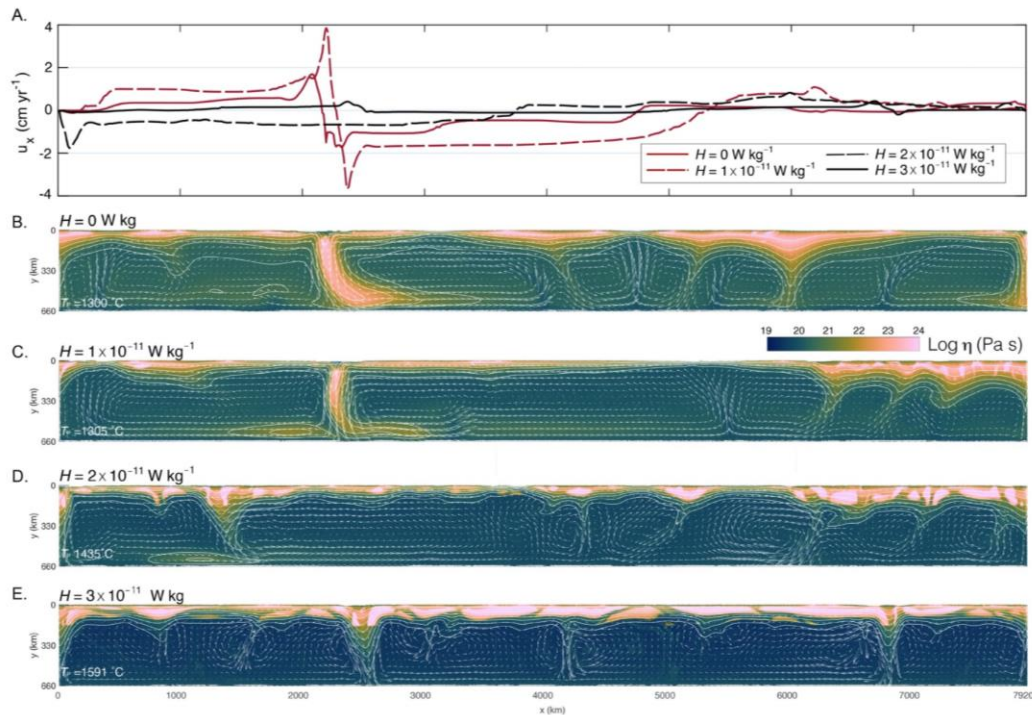 A.
4
2
0
-2
-4
uₓ (cm yr⁻¹)
H = 0 W kg⁻¹
H = 1×10⁻¹¹ W kg⁻¹
H = 2×10⁻¹¹ W kg⁻¹
H = 3×10⁻¹¹ W kg⁻¹
B.
H = 0 W kg
0
330
660
y (km)
=1300 °C
C.
H = 1×10⁻¹¹ W kg⁻¹
0
330
660
y (km)
=1305 °C
19 20 21 22 23 24
Log η (Pa s)
D.
H = 2×10⁻¹¹ W kg⁻¹
0
330
660
y (km)
1435 °C
E.
H = 3×10⁻¹¹ W kg
0
330
660
y (km)
=1591 °C
0 1000 2000 3000 4000 5000 6000 7000 7920
x (km)